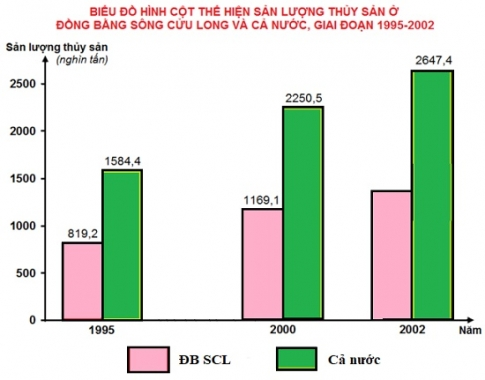 BIỂU ĐỒ HÌNH CỘT THỂ HIỆN SẢN LƯỢNG THỦY SẢN Ở
ĐỒNG BẰNG SÔNG CỬU LONG VÀ CẢ NƯỚC, GIAI ĐOẠN 1995-2002
Sản lượng thủy sản
(nghìn tấn)
2647,4
2500
2250,5
2000
1584,4
1500
1169,1
1000
819,2
500
0
1995 2000 2002 Năm
ĐB SCL Cả nước